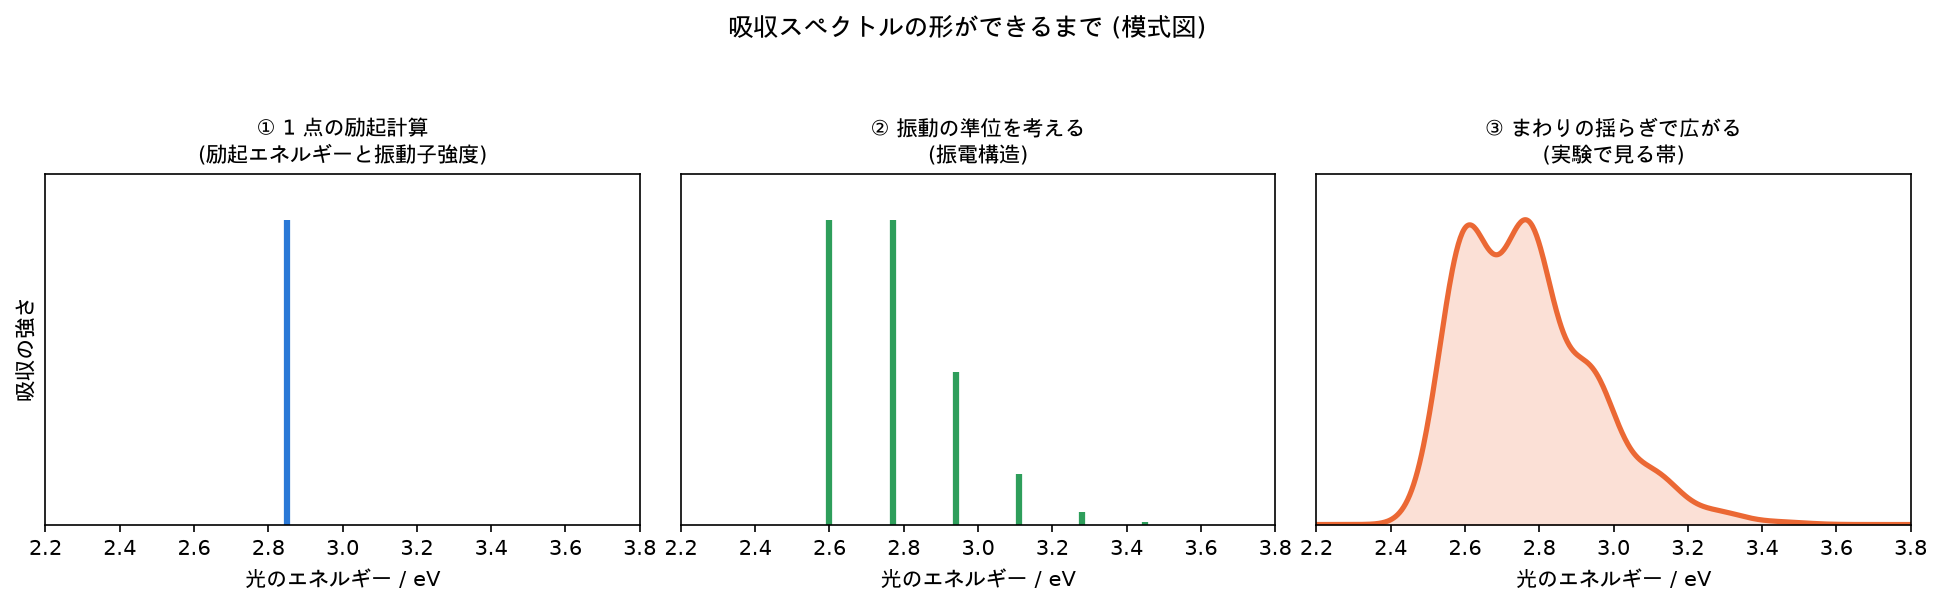 吸収スペクトルの形ができるまで (模式図)
① 1 点の励起計算
(励起エネルギーと振動子強度)
吸収の強さ
2.2 2.4 2.6 2.8 3.0 3.2 3.4 3.6 3.8
光のエネルギー / eV
② 振動の準位を考える
(振電構造)
2.2 2.4 2.6 2.8 3.0 3.2 3.4 3.6 3.8
光のエネルギー / eV
③ まわりの揺らぎで広がる
(実験で見る帯)
2.2 2.4 2.6 2.8 3.0 3.2 3.4 3.6 3.8
光のエネルギー / eV